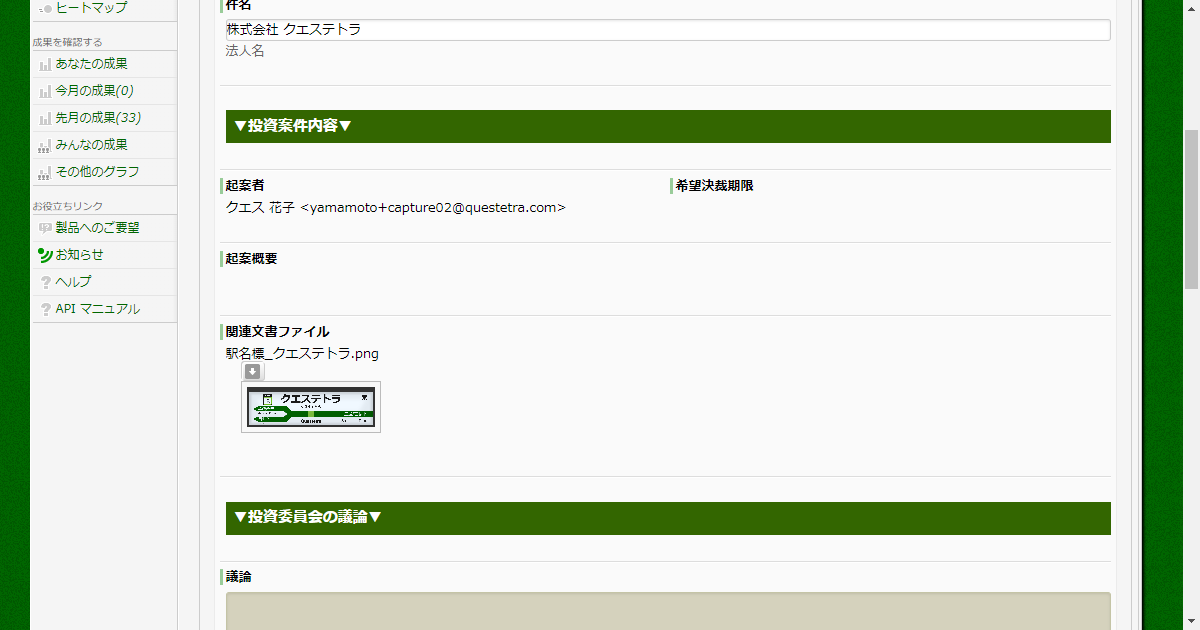 ヒートマップ
成果を確認する
あなたの成果
今月の成果(0)
先月の成果(33)
みんなの成果
その他のグラフ
お役立ちリンク
製品へのご要望
お知らせ
ヘルプ
API マニュアル
件名
株式会社 クエステトラ
法人名
▼投資案件内容▼
起案者
希望決裁期限
クエス 花子 <yamamoto+capture02@questetra.com>
起案概要
関連文書ファイル
駅名標_クエステトラ.png
クエステトラ
Questetra
▼投資委員会の議論▼
議論